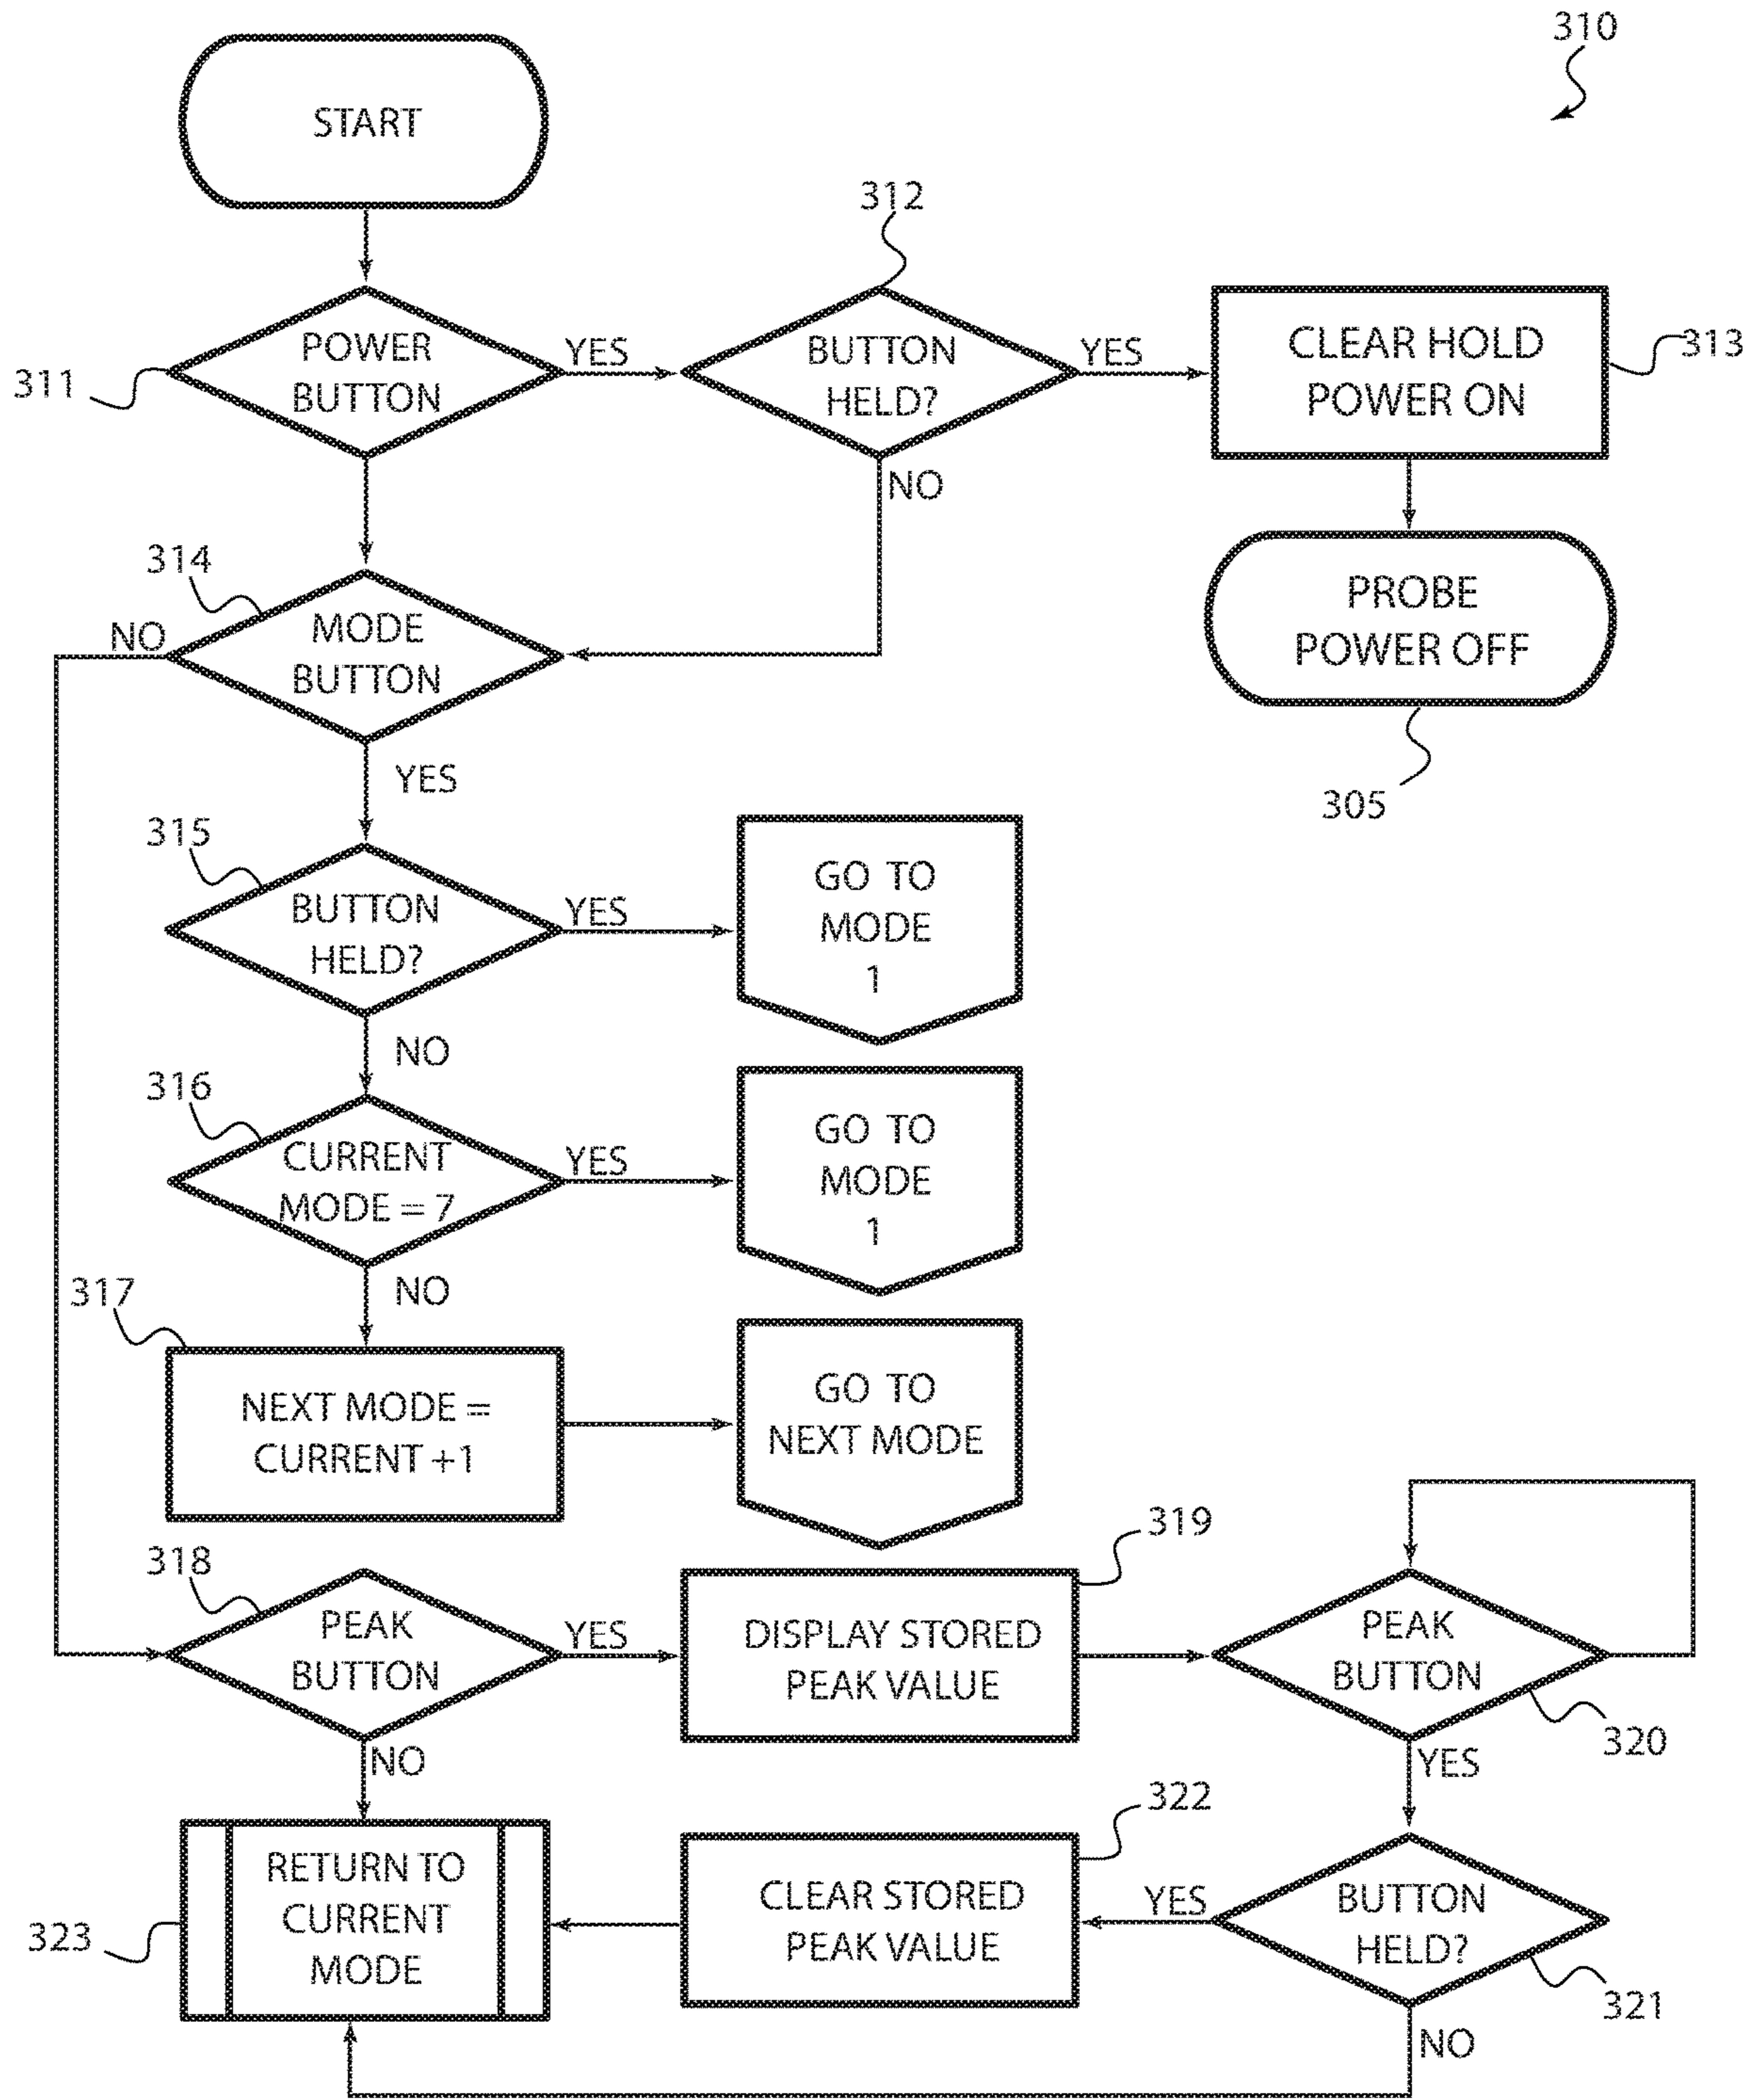 310
START
312
POWER
BUTTON
YES
BUTTON
HELD?
YES
CLEAR HOLD
POWER ON
313
311
NO
314
MODE
BUTTON
NO
PROBE
POWER OFF
305
YES
315
BUTTON
HELD?
YES
GO TO
MODE
1
NO
316
CURRENT
MODE = 7
YES
GO TO
MODE
1
NO
317
NEXT MODE =
CURRENT +1
GO TO
NEXT MODE
319
318
PEAK
BUTTON
YES
DISPLAY STORED
PEAK VALUE
PEAK
BUTTON
320
NO
YES
322
RETURN TO
CURRENT
MODE
323
CLEAR STORED
PEAK VALUE
YES
BUTTON
HELD?
321
NO